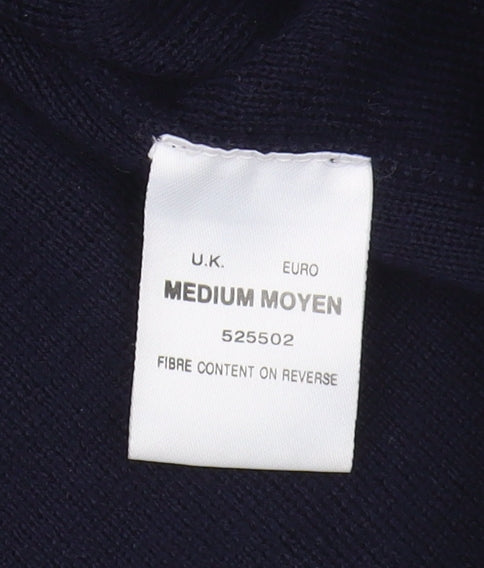 U.K. EURO
MEDIUM MOYEN
525502
FIBRE CONTENT ON REVERSE